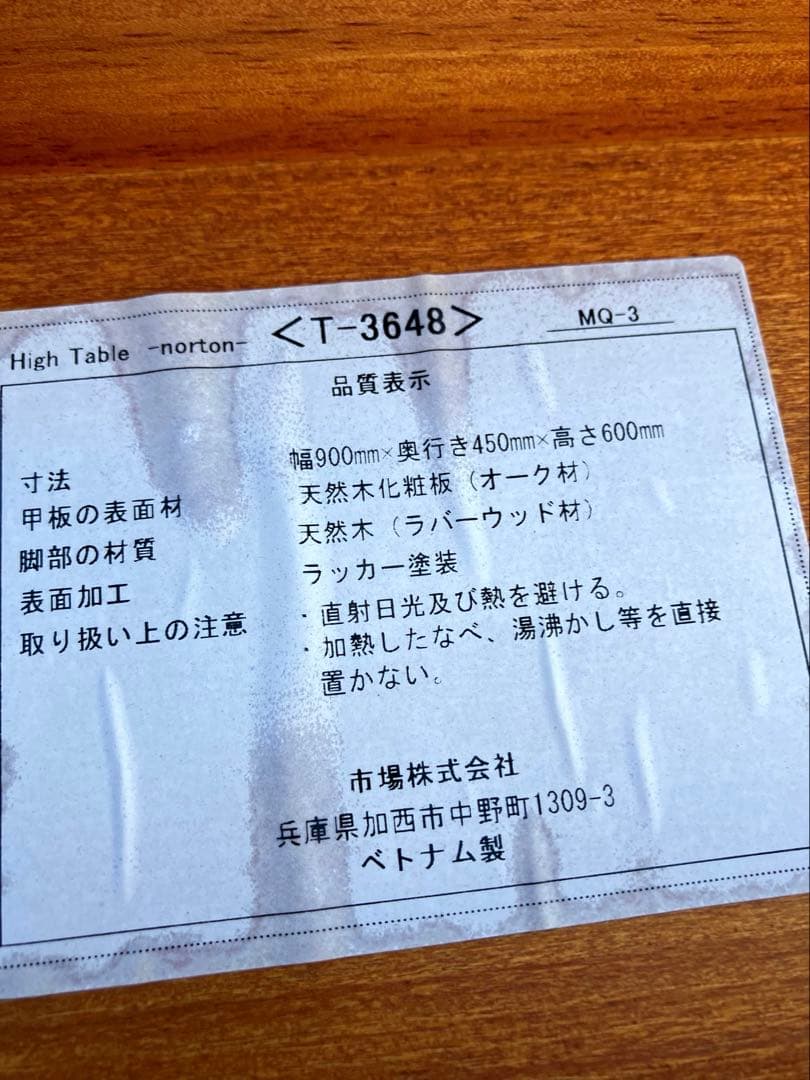 High Table -norton- <T-3648> MQ-3
品質表示
寸法 幅900mm×奥行き450mm×高さ600mm
甲板の表面材 天然木化粧板(オーク材)
脚部の材質 天然木(ラバーウッド材)
表面加工 ラッカー塗装
取り扱い上の注意 ・直射日光及び熱を避ける。
・加熱したなべ、湯沸かし等を直接
置かない。
市場株式会社
兵庫県加西市中野町1309-3
ベトナム製